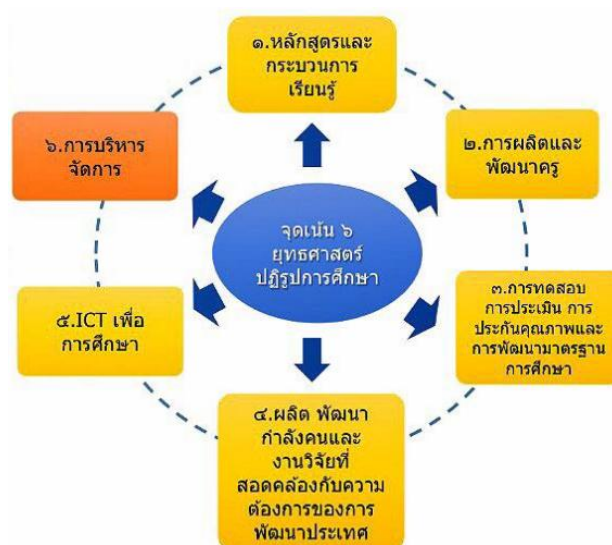 ๑.หลักสูตรและ
กระบวนการ
เรียนรู้
๒.การผลิตและ
พัฒนาครู
๓.การทดสอบ
การประเมิน การ
ประกันคุณภาพและ
การพัฒนามาตรฐาน
การศึกษา
๔.ผลิต พัฒนา
กำลังคนและ
งานวิจัยที่
สอดคล้องกับความ
ต้องการของการ
พัฒนาประเทศ
๕.ICT เพื่อ
การศึกษา
๖.การบริหาร
จัดการ
จุดเน้น ๖
ยุทธศาสตร์
ปฏิรูปการศึกษา